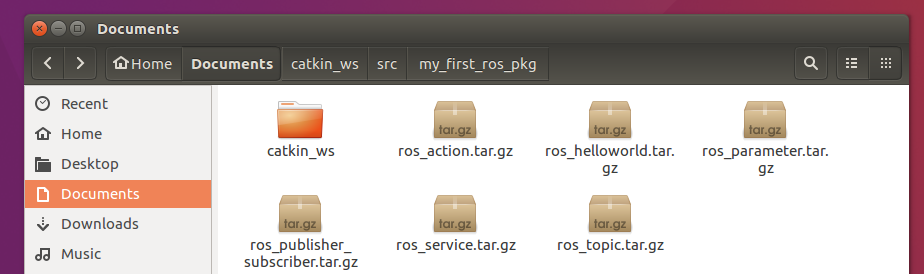 Documents
Home Documents catkin_ws src my_first_ros_pkg
Recent
Home
Desktop
Documents
Downloads
Music
catkin_ws
tar.gz
ros_action.tar.gz
tar.gz
ros_helloworld.tar.
gz
tar.gz
ros_parameter.tar.
gz
tar.gz
ros_publisher_
subscriber.tar.gz
tar.gz
ros_service.tar.gz
tar.gz
ros_topic.tar.gz